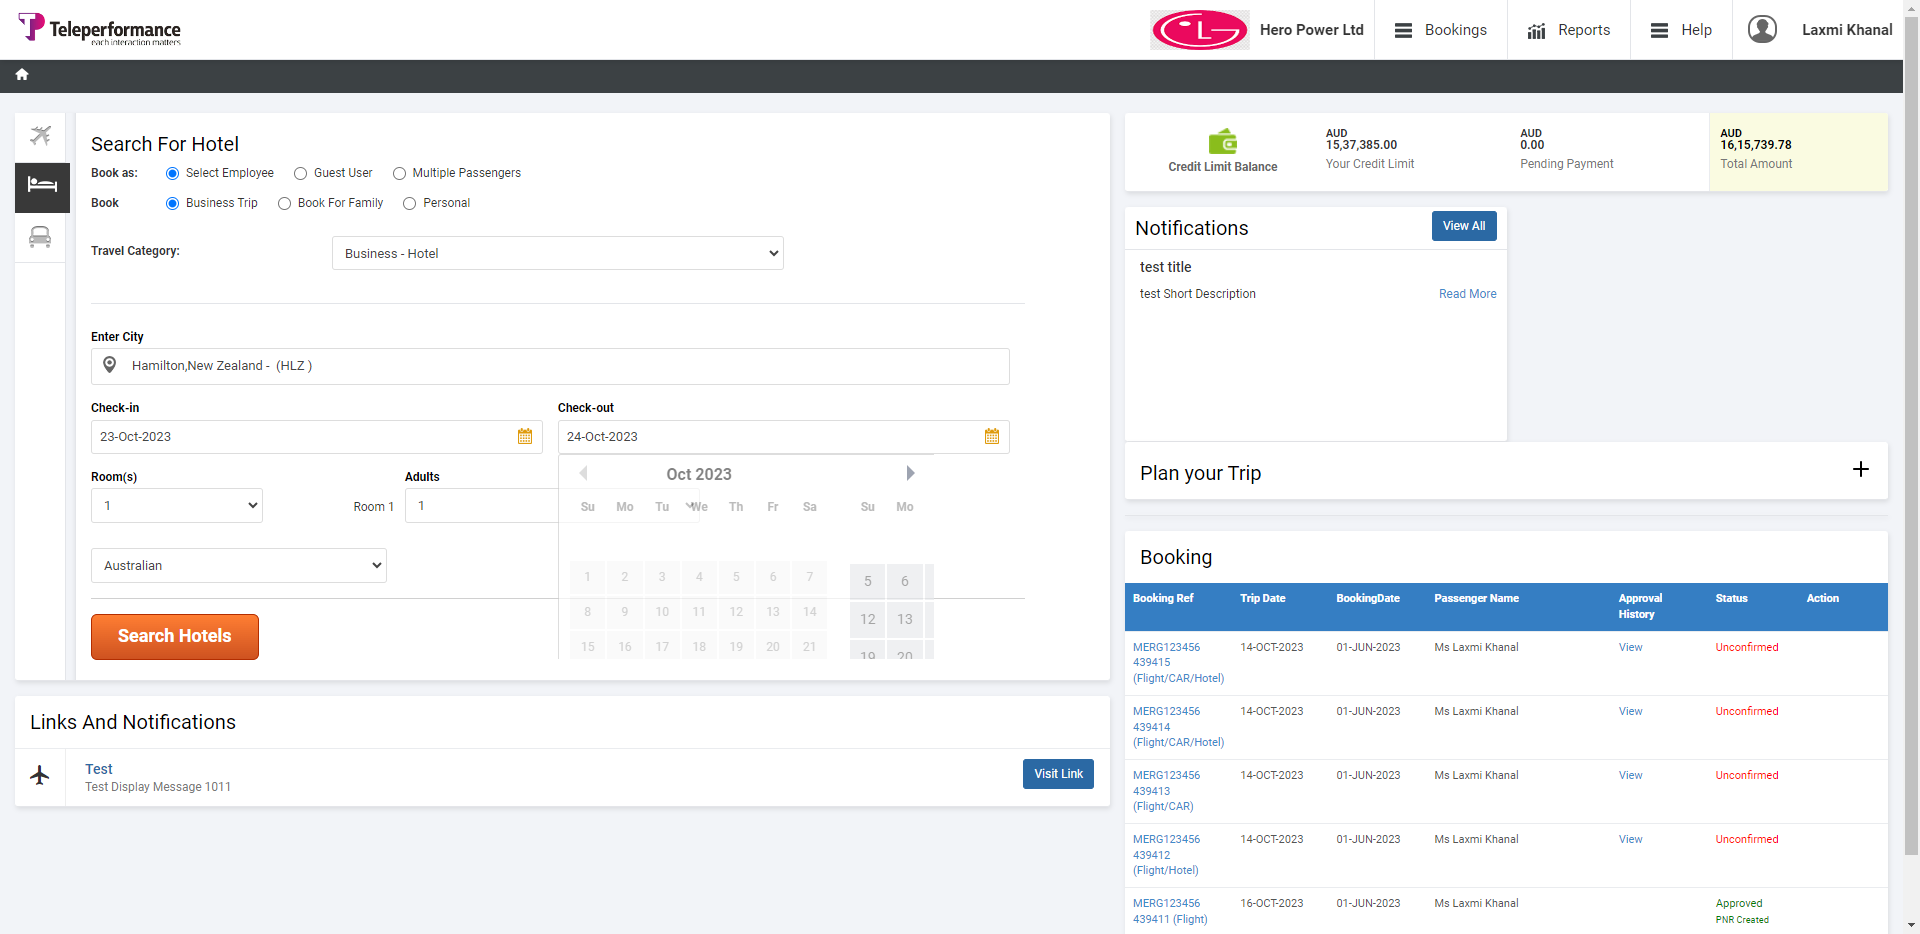 Teleperformance
each interaction matters
LG
Hero Power Ltd
Bookings
Reports
Help
Laxmi Khanal
Search For Hotel
Book as: Select Employee Guest User Multiple Passengers
Book Business Trip Book For Family Personal
Travel Category: Business - Hotel
Enter City
Hamilton,New Zealand - (HLZ )
Check-in Check-out
23-Oct-2023 24-Oct-2023
Room(s) Adults
1 Room 1 1
Australian
Search Hotels
Oct 2023
Su Mo Tu We Th Fr Sa Su Mo
1 2 3 4 5 6 7 5 6
8 9 10 11 12 13 14 12 13
15 16 17 18 19 20 21 19 20
Links And Notifications
Test
Test Display Message 1011
Visit Link
Credit Limit Balance
AUD
15,37,385.00
Your Credit Limit
AUD
0.00
Pending Payment
AUD
16,15,739.78
Total Amount
Notifications
View All
test title
test Short Description Read More
Plan your Trip
Booking
Booking Ref Trip Date BookingDate Passenger Name Approval History Status Action
MERG123456 14-OCT-2023 01-JUN-2023 Ms Laxmi Khanal View Unconfirmed
439415
(Flight/CAR/Hotel)
MERG123456 14-OCT-2023 01-JUN-2023 Ms Laxmi Khanal View Unconfirmed
439414
(Flight/CAR/Hotel)
MERG123456 14-OCT-2023 01-JUN-2023 Ms Laxmi Khanal View Unconfirmed
439413
(Flight/CAR)
MERG123456 14-OCT-2023 01-JUN-2023 Ms Laxmi Khanal View Unconfirmed
439412
(Flight/Hotel)
MERG123456 16-OCT-2023 01-JUN-2023 Ms Laxmi Khanal Approved
439411 (Flight) PNR Created